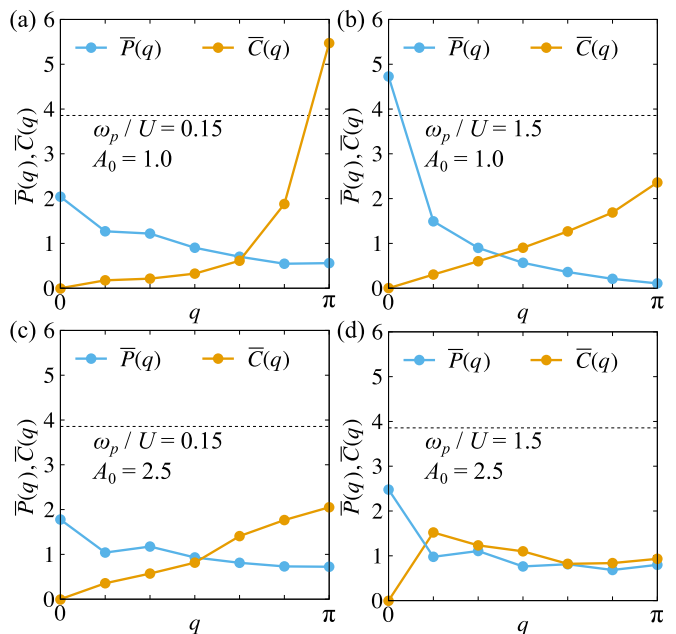 (a)
P̅(q) C̅(q)
P̅(q), C̅(q)
6
5
4
3
2
1
0
ω_p / U = 0.15
A_0 = 1.0
0 q π
(b)
P̅(q) C̅(q)
P̅(q), C̅(q)
6
5
4
3
2
1
0
ω_p / U = 1.5
A_0 = 1.0
0 q π
(c)
P̅(q) C̅(q)
P̅(q), C̅(q)
6
5
4
3
2
1
0
ω_p / U = 0.15
A_0 = 2.5
0 q π
(d)
P̅(q) C̅(q)
P̅(q), C̅(q)
6
5
4
3
2
1
0
ω_p / U = 1.5
A_0 = 2.5
0 q π